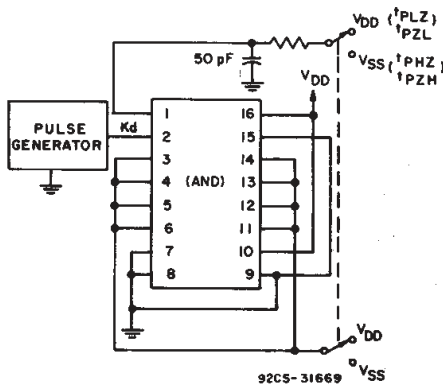 VDD (tPLZ)
tPZL
50 pF
VSS (tPHZ)
tPZH
VDD
PULSE
GENERATOR
Kd
1 16
2 15
3 (AND) 14
4 13
5 12
6 11
7 10
8 9
VDD
VSS
92CS-31669